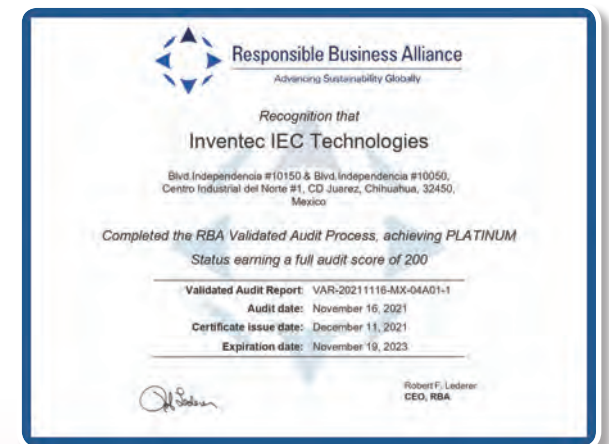 Responsible Business Alliance
Advancing Sustainability Globally
Recognition that
Inventec IEC Technologies
Blvd.Independencia #10150 & Blvd.Independencia #10050,
Centro Industrial del Norte #1, CD Juarez, Chihuahua, 32450,
Mexico
Completed the RBA Validated Audit Process, achieving PLATINUM
Status earning a full audit score of 200
Validated Audit Report: VAR-20211116-MX-04A01-1
Audit date: November 16, 2021
Certificate issue date: December 11, 2021
Expiration date: November 19, 2023
Robert F. Lederer
CEO, RBA